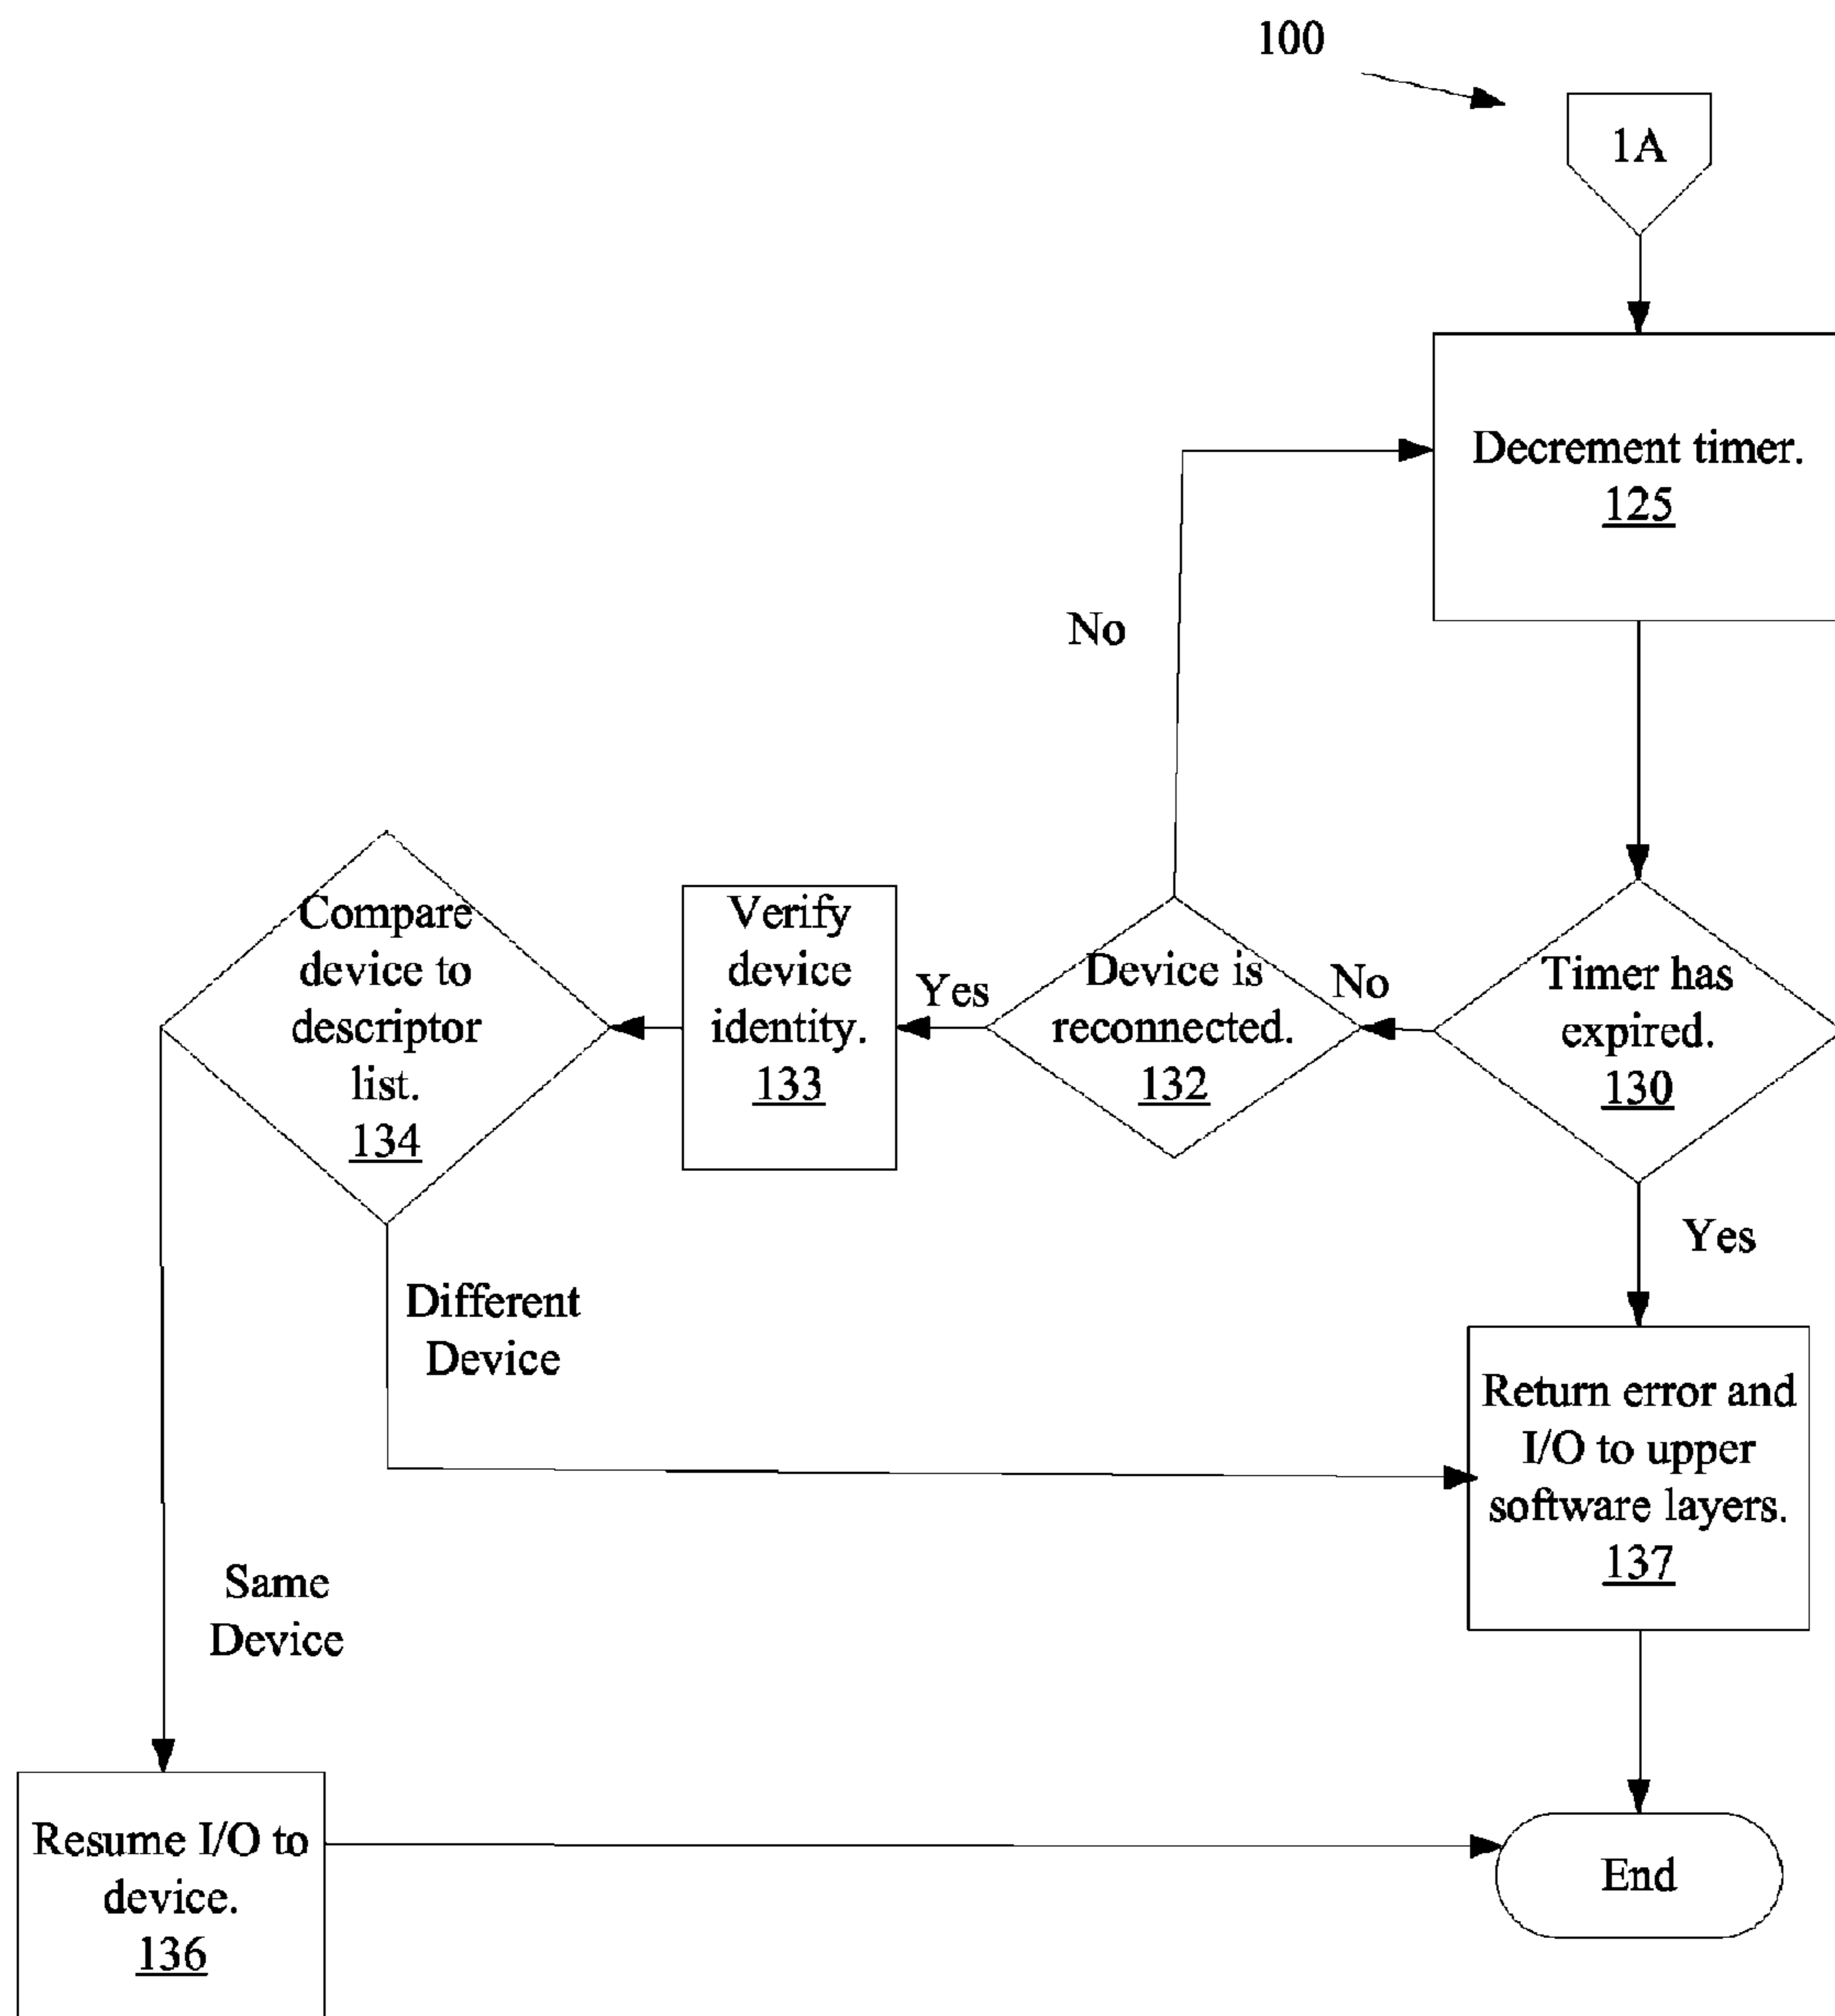 100
1A
Decrement timer.
125
No
Compare
device to
descriptor
list.
134
Verify
device
identity.
133
Yes
Device is
reconnected.
132
No
Timer has
expired.
130
Yes
Different
Device
Return error and
I/O to upper
software layers.
137
Same
Device
Resume I/O to
device.
136
End